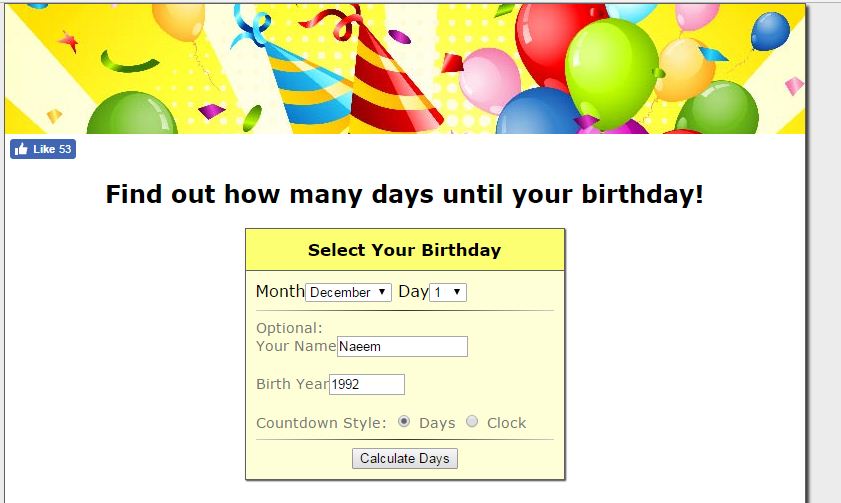 Like 53
Find out how many days until your birthday!
Select Your Birthday
Month December Day 1
Optional:
Your Name Naeem
Birth Year 1992
Countdown Style: Days Clock
Calculate Days